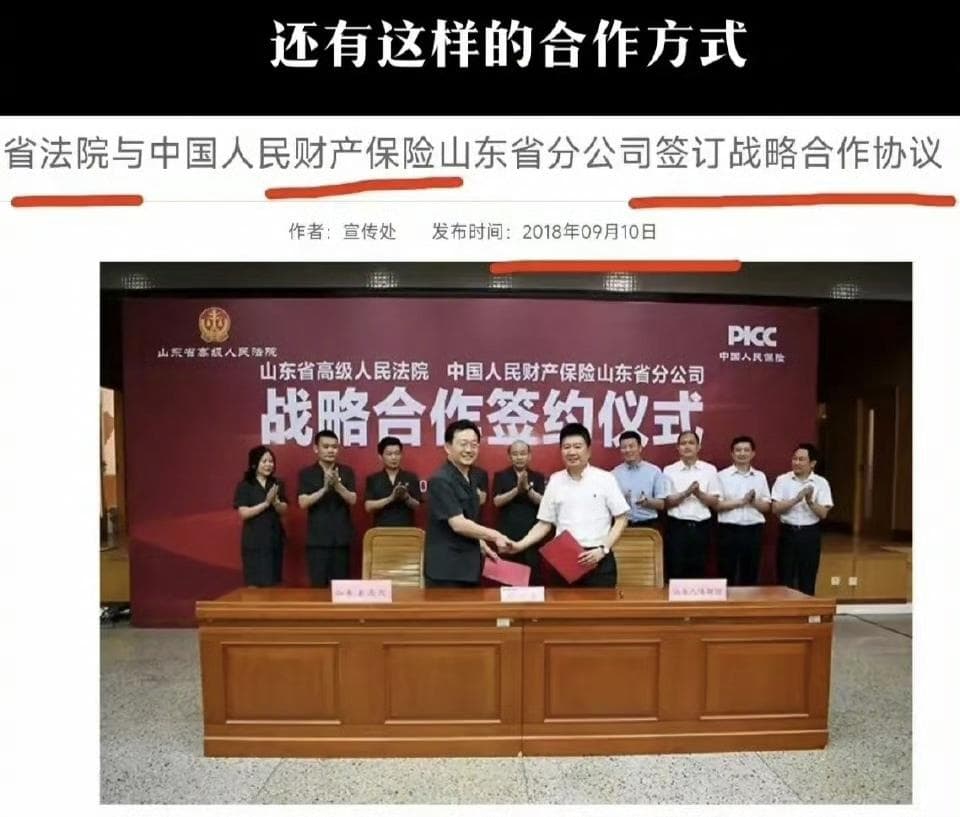 还有这样的合作方式
省法院与中国人民财产保险山东省分公司签订战略合作协议
作者：宣传处 发布时间：2018年09月10日
山东省高级人民法院
PICC
中国人民保险
山东省高级人民法院 中国人民财产保险山东省分公司
战略合作签约仪式